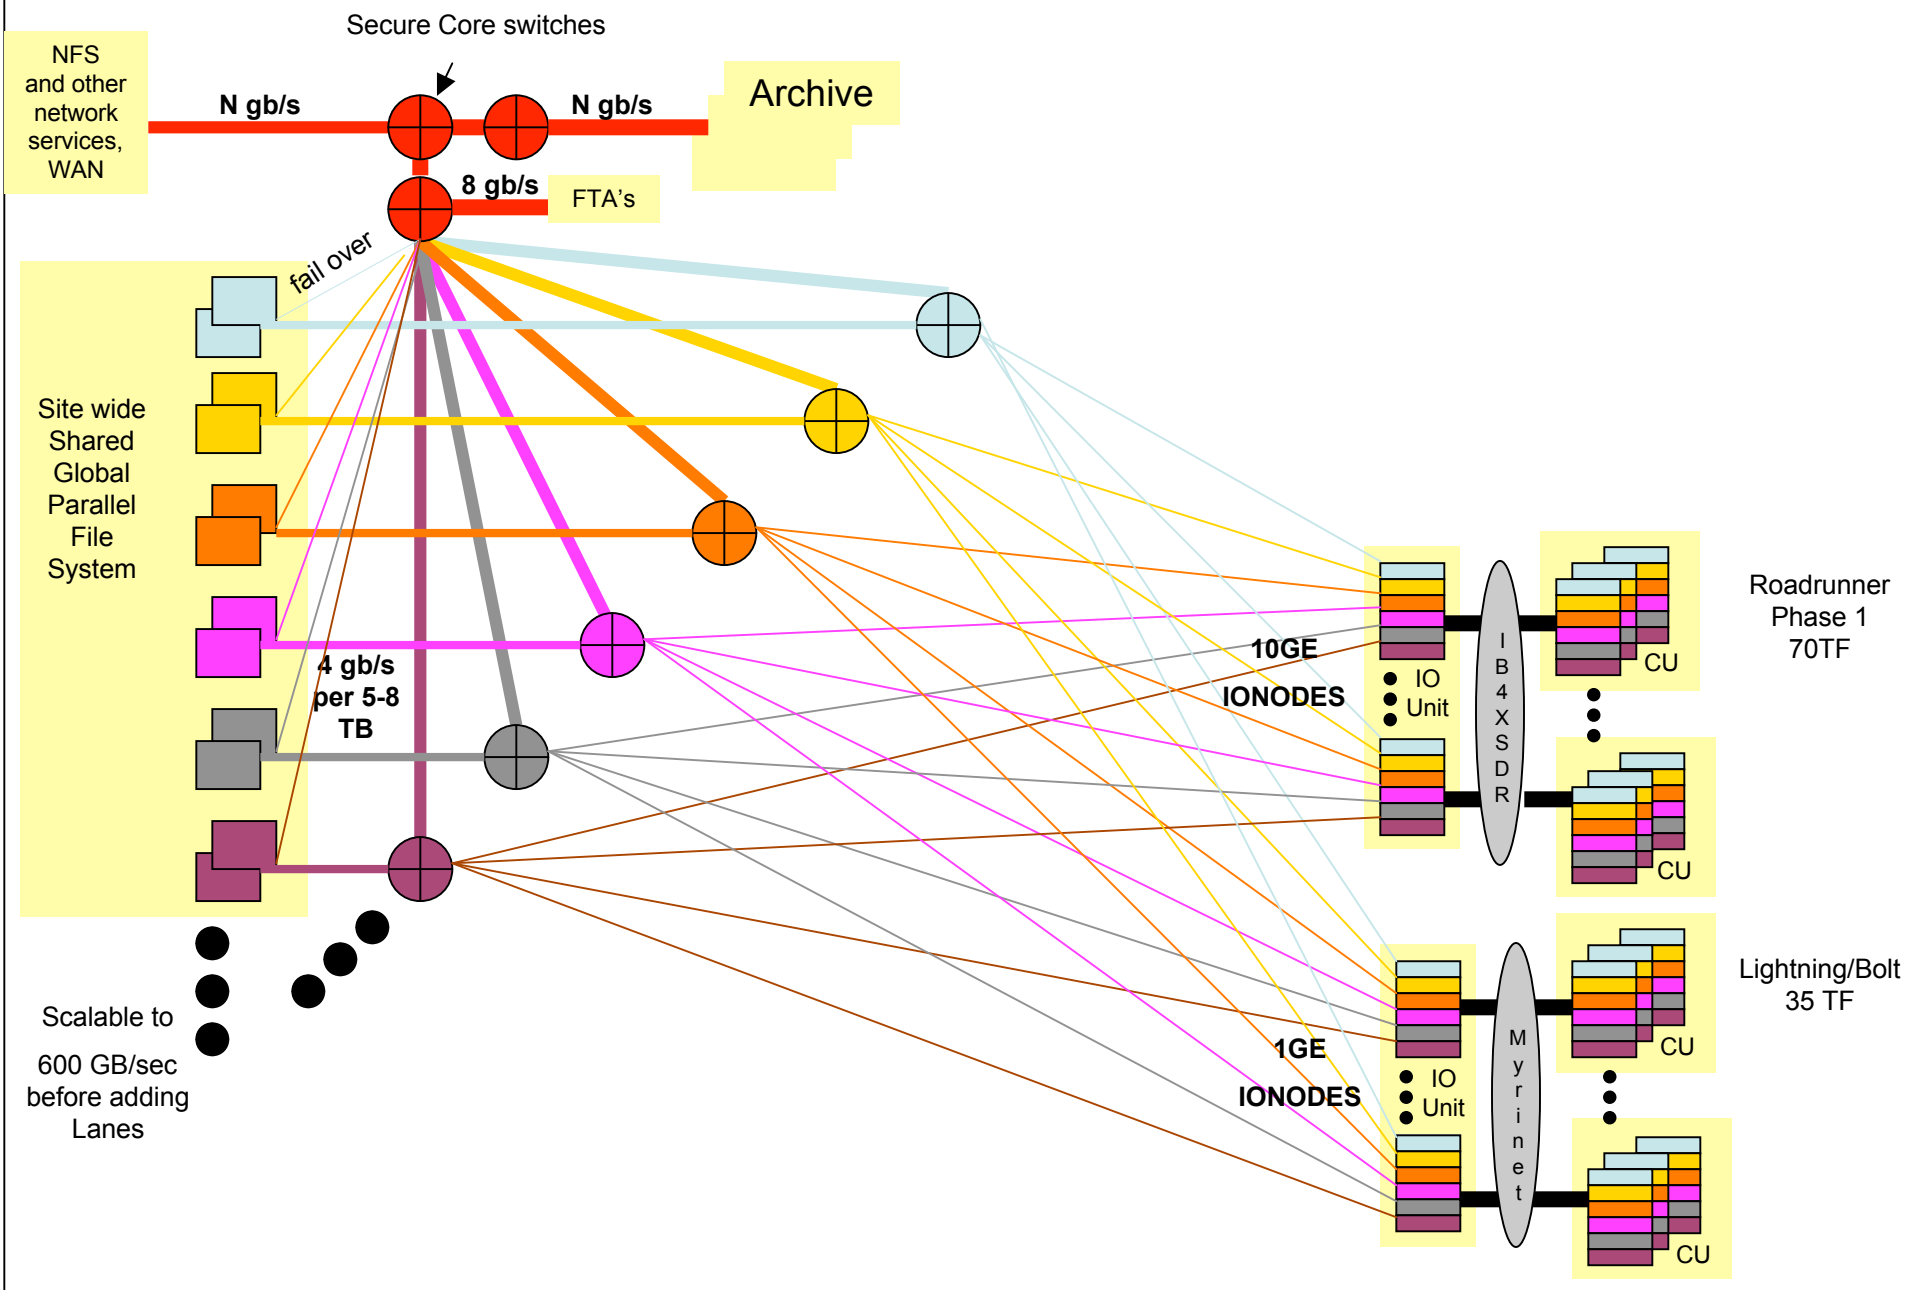 Secure Core switches
NFS
and other
network
services,
WAN
N gb/s
N gb/s
Archive
8 gb/s
FTA's
fail over
Site wide
Shared
Global
Parallel
File
System
4 gb/s
per 5-8
TB
Scalable to
600 GB/sec
before adding
Lanes
10GE
IONODES
IO
Unit
I
B
4
X
S
D
R
CU
CU
Roadrunner
Phase 1
70TF
1GE
IONODES
IO
Unit
M
y
r
i
n
e
t
CU
CU
Lightning/Bolt
35 TF